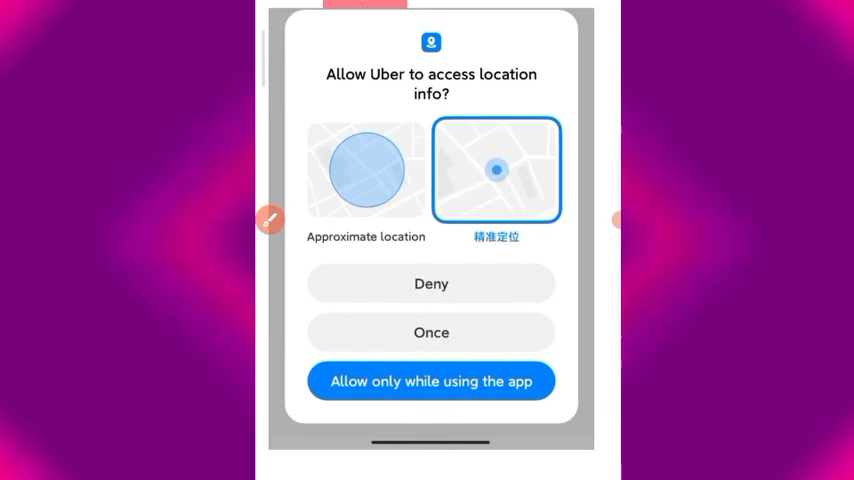 Allow Uber to access location
info?
Approximate location
精准定位
Deny
Once
Allow only while using the app